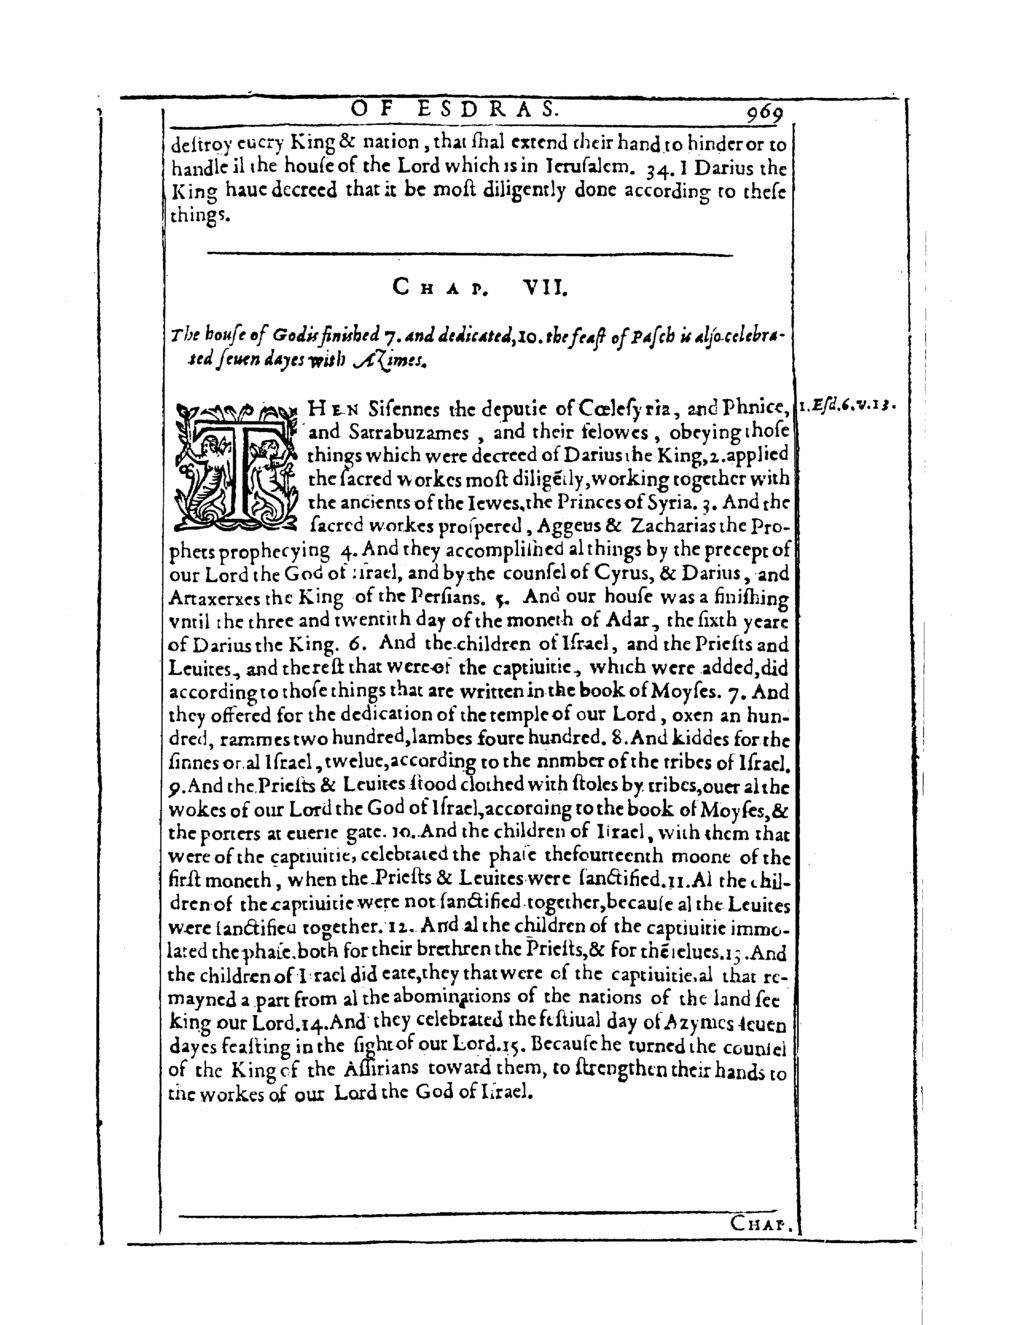 OF ESDRAS. 969
deſtroy euery King & nation, that ſhal extend their hand to hinder or to
handle il the houſe of the Lord which is in Ieruſalem. 34. I Darius the
King haue decreed that it be moſt diligently done according to theſe
things.
CHAP. VII.
The houſe of God is finiſhed 7. and dedicated, 10. the feaſt of Paſch is alſo celebra-
ted ſeuen dayes with Azimes.
THEN Siſennes the deputie of Cœleſyria, and Phnice, 1.Eſd.6.v.13.
and Satrabuzames, and their felowes, obeying thoſe
things which were decreed of Darius the King, 2. applied
the ſacred workes moſt diligẽtly, working together with
the ancients of the Iewes, the Princes of Syria. 3. And the
ſacred workes proſpered, Aggeus & Zacharias the Pro-
phets prophecying 4. And they accompliſhed al things by the precept of
our Lord the God of Iſrael, and by the counſel of Cyrus, & Darius, and
Artaxerxes the King of the Perſians. 5. And our houſe was a finiſhing
vntil the three and twentith day of the moneth of Adar, the ſixth yeare
of Darius the King. 6. And the children of Iſrael, and the Prieſts and
Leuites, and the reſt that were of the captiuitie, which were added, did
according to thoſe things that are written in the book of Moyſes. 7. And
they offered for the dedication of the temple of our Lord, oxen an hun-
dred, rammes two hundred, lambes foure hundred. 8. And kiddes for the
ſinnes of al Iſrael, twelue, according to the nnmber of the tribes of Iſrael.
9. And the Prieſts & Leuites ſtood clothed with ſtoles by tribes, ouer al the
wokes of our Lord the God of Iſrael, according to the book of Moyſes, &
the porters at euerie gate. 10. And the children of Iſrael, with them that
were of the captiuitie, celebrated the phaſe the fourteenth moone of the
firſt moneth, when the Prieſts & Leuites were ſanctified. 11. Al the chil-
dren of the captiuitie were not ſanctified together, becauſe al the Leuites
were ſanctified together. 12. And al the children of the captiuitie immo-
lated the phaſe, both for their brethren the Prieſts, & for thẽſelues. 13. And
the children of Iſrael did eate, they that were of the captiuitie, al that re-
mayned a part from al the abominations of the nations of the land ſee
king our Lord. 14. And they celebrated the feſtiual day of Azymes ſeuen
dayes feaſting in the ſight of our Lord. 15. Becauſe he turned the counſel
of the King of the Aſſirians toward them, to ſtrengthen their hands to
the workes of our Lord the God of Iſrael.
CHAP.